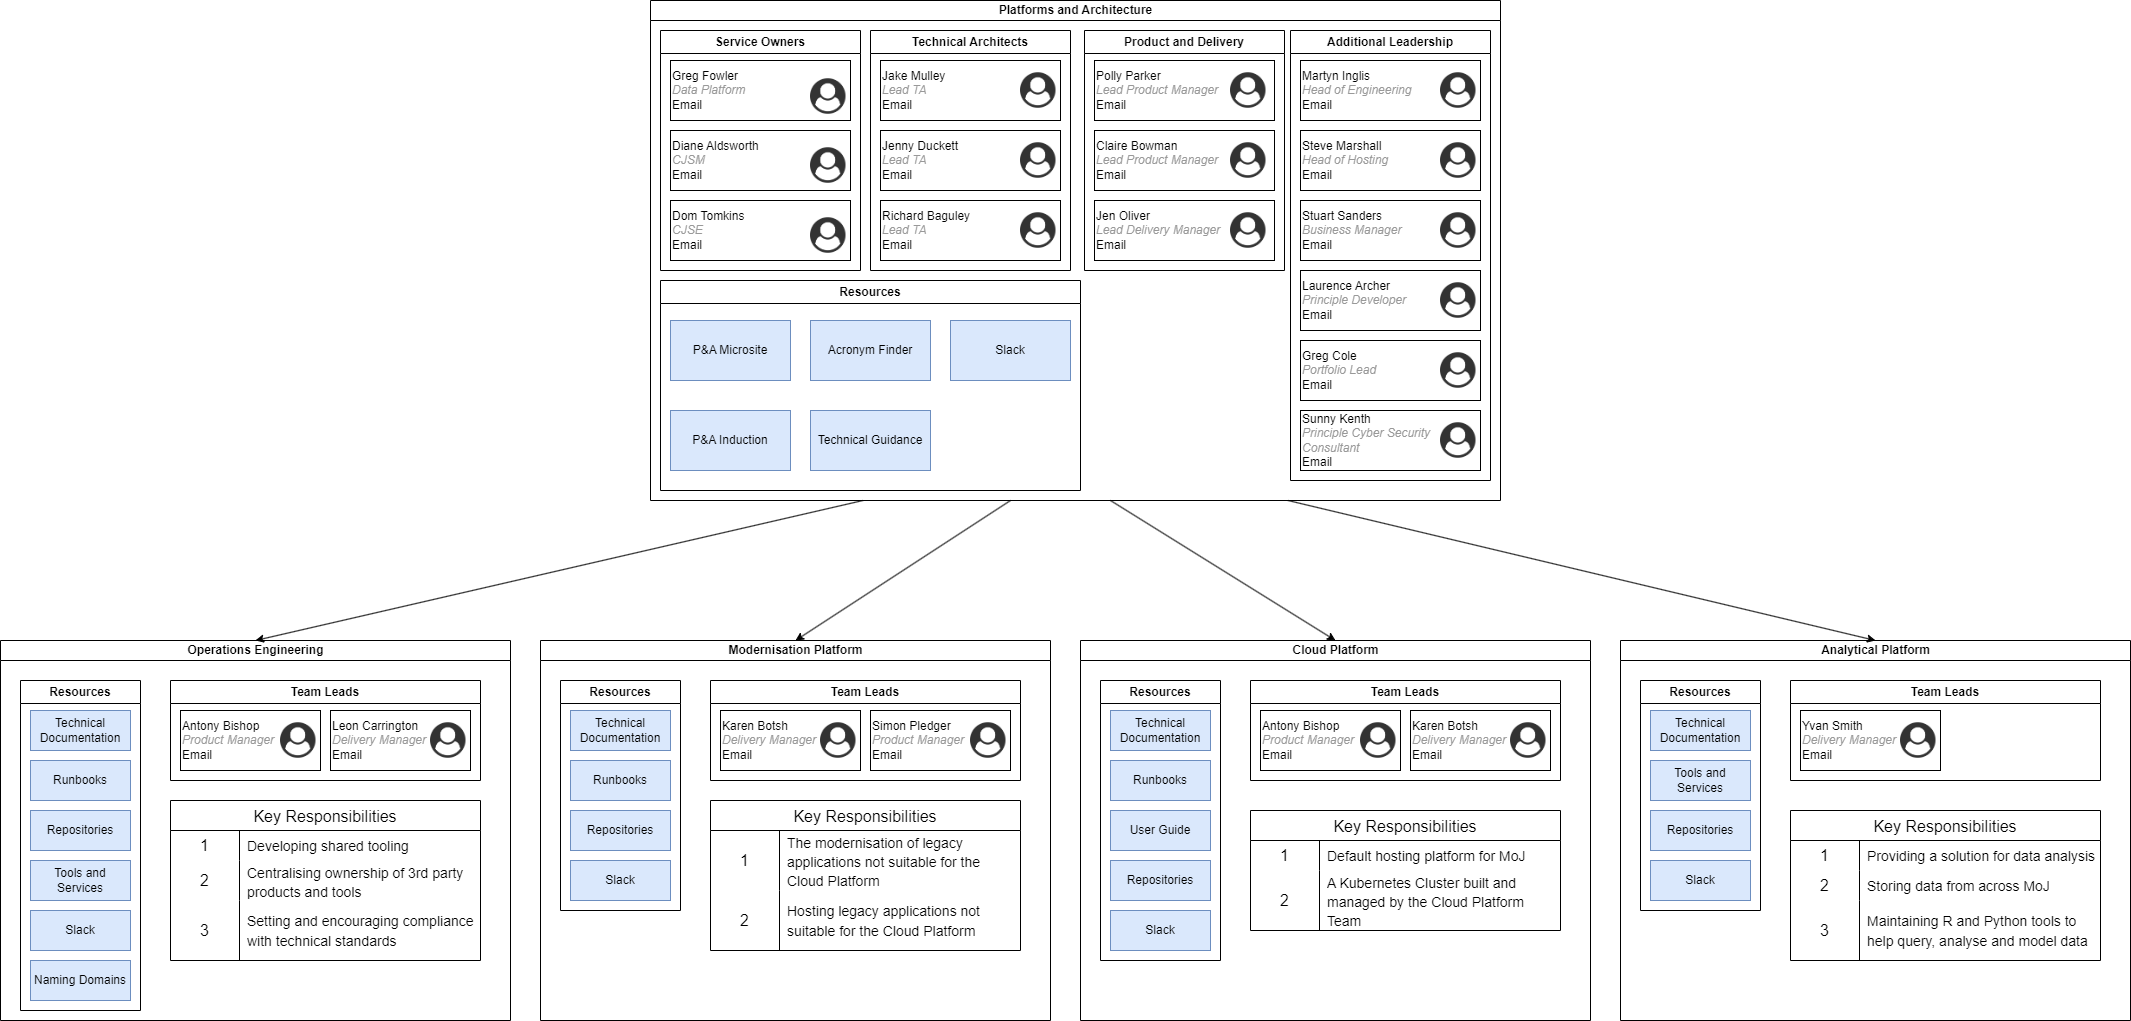 Platforms and Architecture
Service Owners
Greg Fowler
Data Platform
Email
Diane Aldsworth
CJSM
Email
Dom Tomkins
CJSE
Email
Technical Architects
Jake Mulley
Lead TA
Email
Jenny Duckett
Lead TA
Email
Richard Baguley
Lead TA
Email
Product and Delivery
Polly Parker
Lead Product Manager
Email
Claire Bowman
Lead Product Manager
Email
Jen Oliver
Lead Delivery Manager
Email
Additional Leadership
Martyn Inglis
Head of Engineering
Email
Steve Marshall
Head of Hosting
Email
Stuart Sanders
Business Manager
Email
Laurence Archer
Principle Developer
Email
Greg Cole
Portfolio Lead
Email
Sunny Kenth
Principle Cyber Security
Consultant
Email
Resources
P&A Microsite
Acronym Finder
Slack
P&A Induction
Technical Guidance
Operations Engineering
Resources
Technical
Documentation
Runbooks
Repositories
Tools and
Services
Slack
Naming Domains
Team Leads
Antony Bishop
Product Manager
Email
Leon Carrington
Delivery Manager
Email
Key Responsibilities
1 Developing shared tooling
2 Centralising ownership of 3rd party
products and tools
3 Setting and encouraging compliance
with technical standards
Modernisation Platform
Resources
Technical
Documentation
Runbooks
Repositories
Slack
Team Leads
Karen Botsh
Delivery Manager
Email
Simon Pledger
Product Manager
Email
Key Responsibilities
1 The modernisation of legacy
applications not suitable for the
Cloud Platform
2 Hosting legacy applications not
suitable for the Cloud Platform
Cloud Platform
Resources
Technical
Documentation
Runbooks
User Guide
Repositories
Slack
Team Leads
Antony Bishop
Product Manager
Email
Karen Botsh
Delivery Manager
Email
Key Responsibilities
1 Default hosting platform for MoJ
2 A Kubernetes Cluster built and
managed by the Cloud Platform
Team
Analytical Platform
Resources
Technical
Documentation
Tools and
Services
Repositories
Slack
Team Leads
Yvan Smith
Delivery Manager
Email
Key Responsibilities
1 Providing a solution for data analysis
2 Storing data from across MoJ
3 Maintaining R and Python tools to
help query, analyse and model data